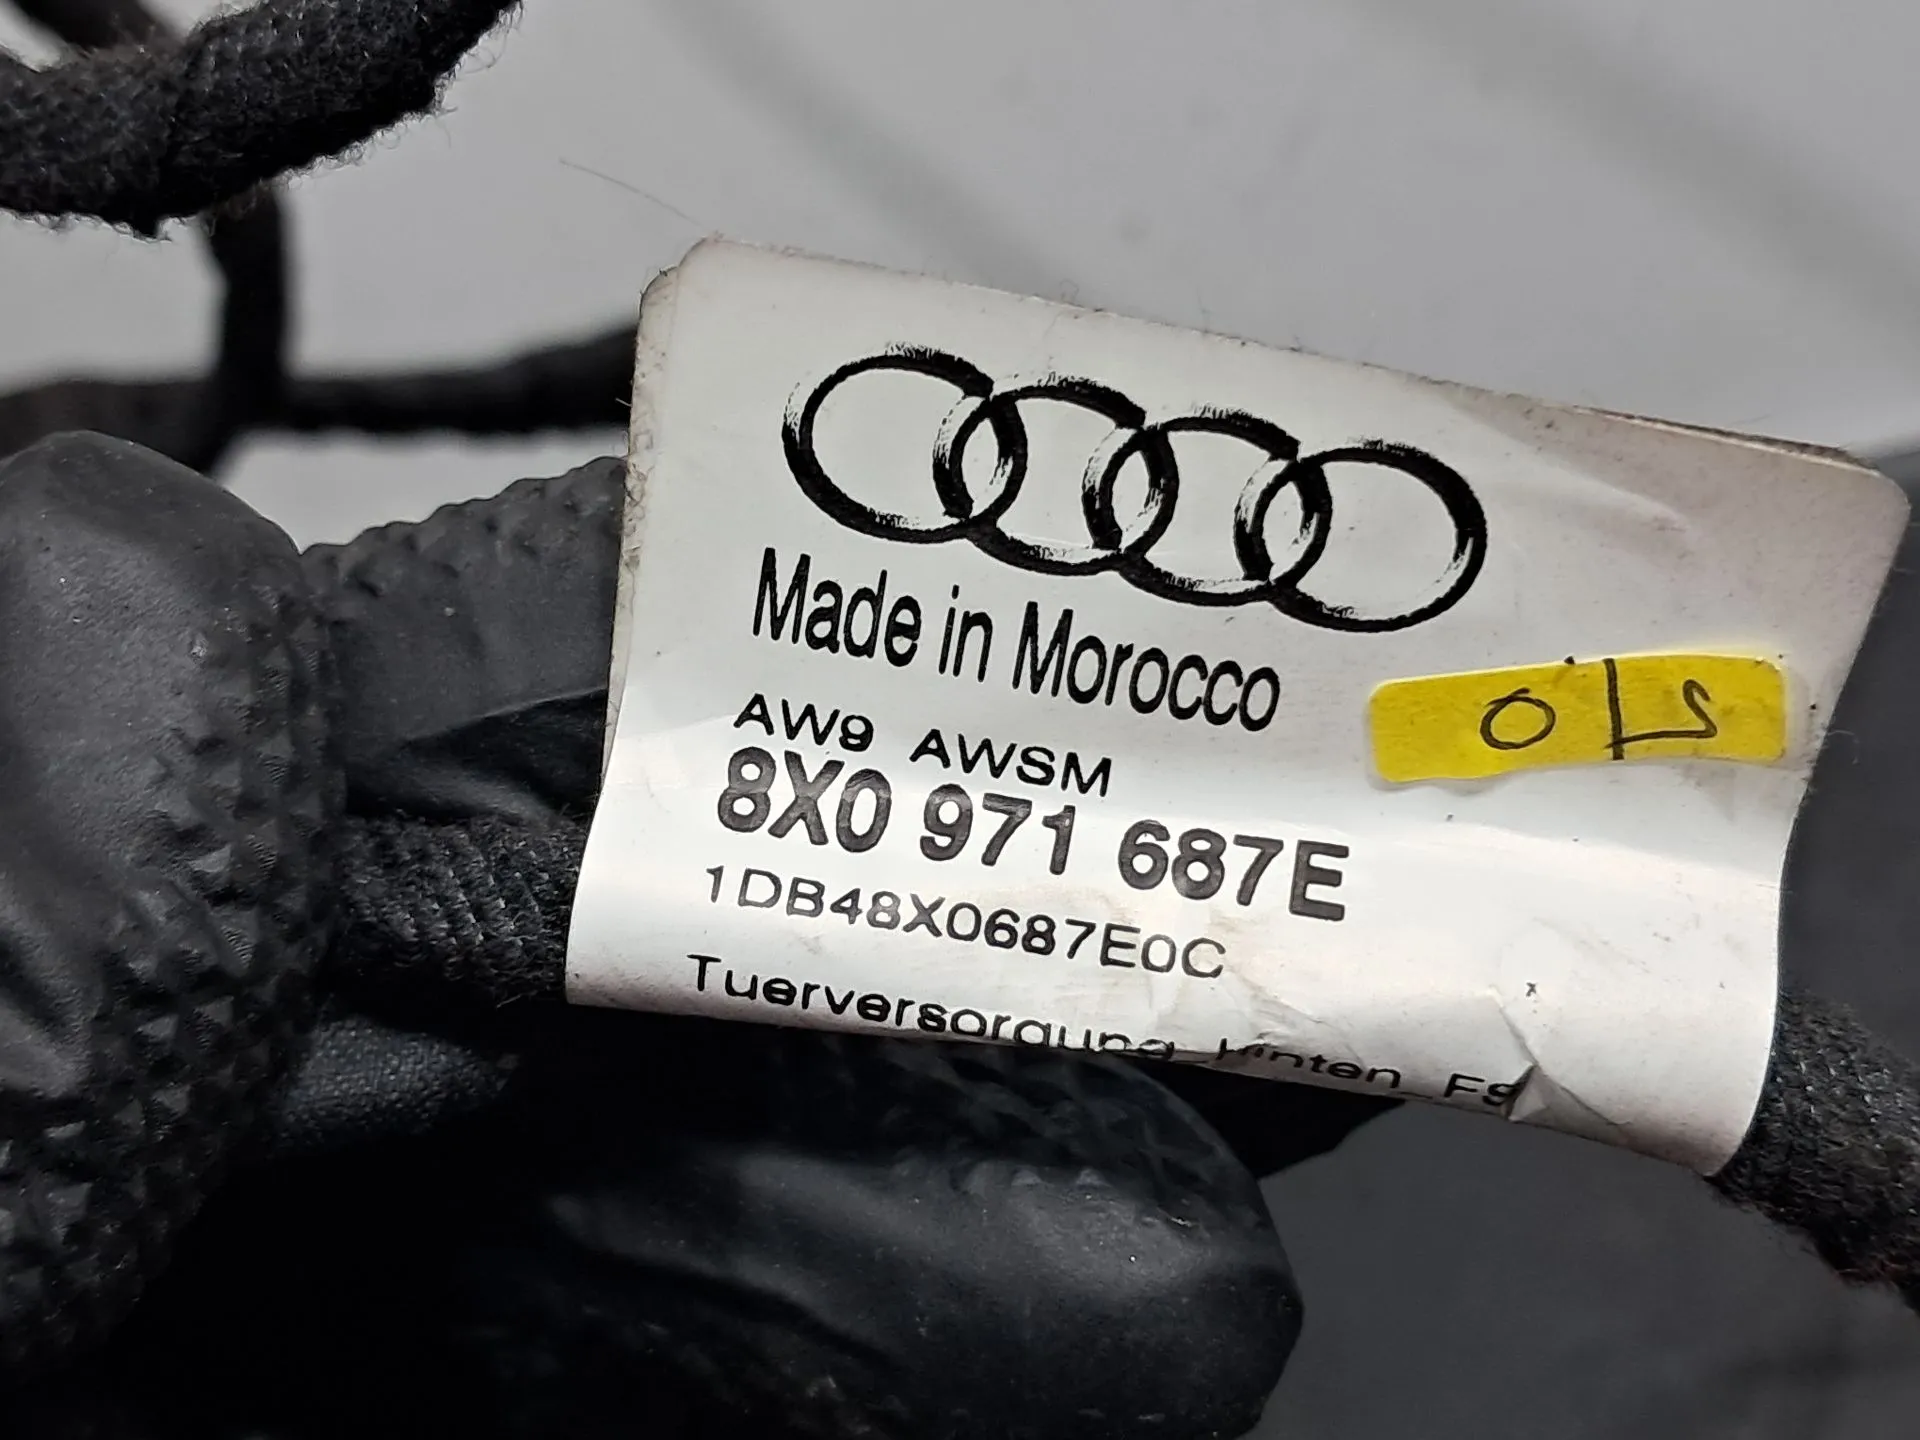 Made in Morocco
AW9 AWSM
8X0 971 687E
1DB48X0687E0C
Tuerversorgung Hinten FS